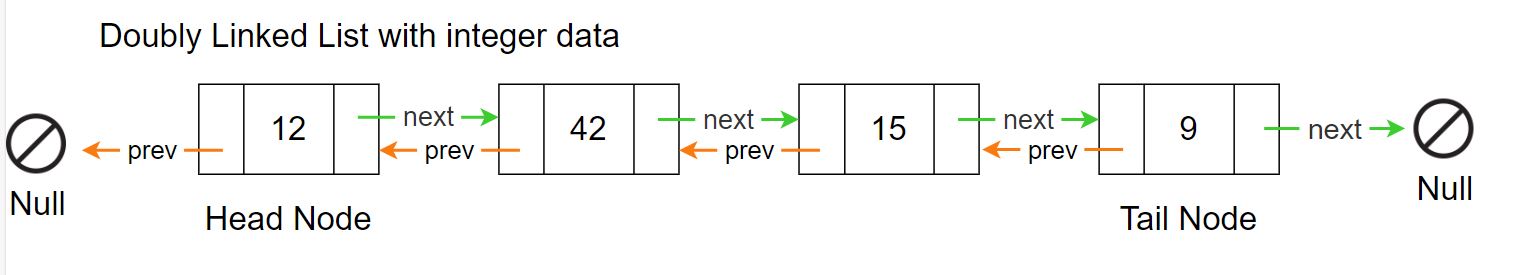 Doubly Linked List with integer data
12 next 42 next 15 next 9 next
prev prev prev prev
Null Head Node Tail Node Null